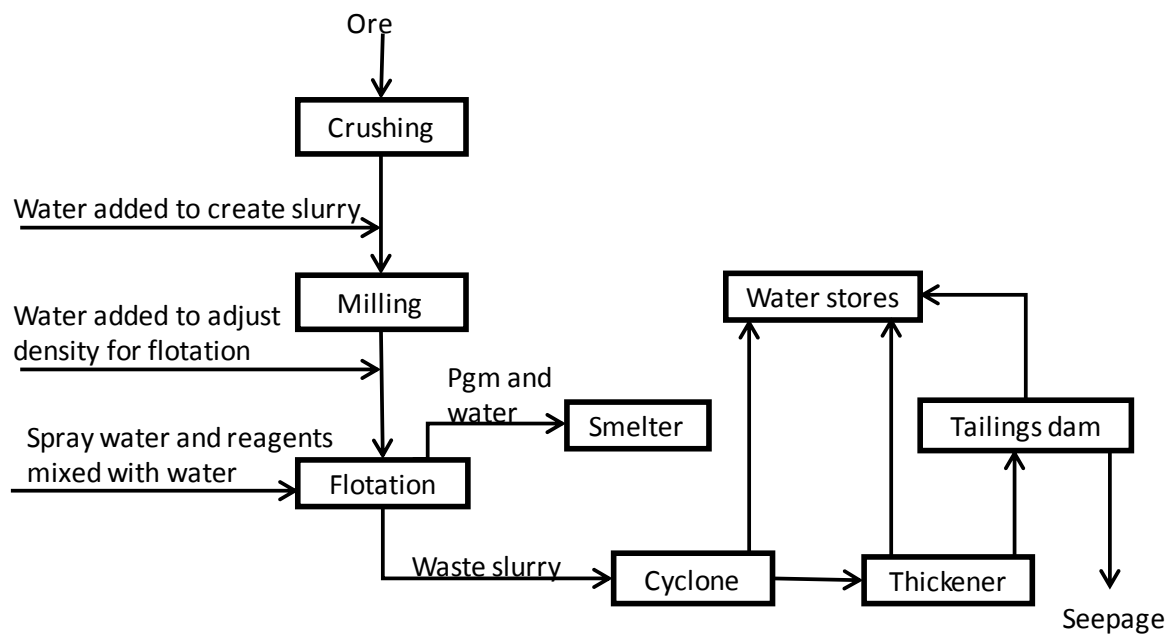 Ore
Crushing
Water added to create slurry
Milling
Water stores
Water added to adjust
density for flotation
Pgm and
water
Smelter
Tailings dam
Spray water and reagents
mixed with water
Flotation
Waste slurry
Cyclone
Thickener
Seepage